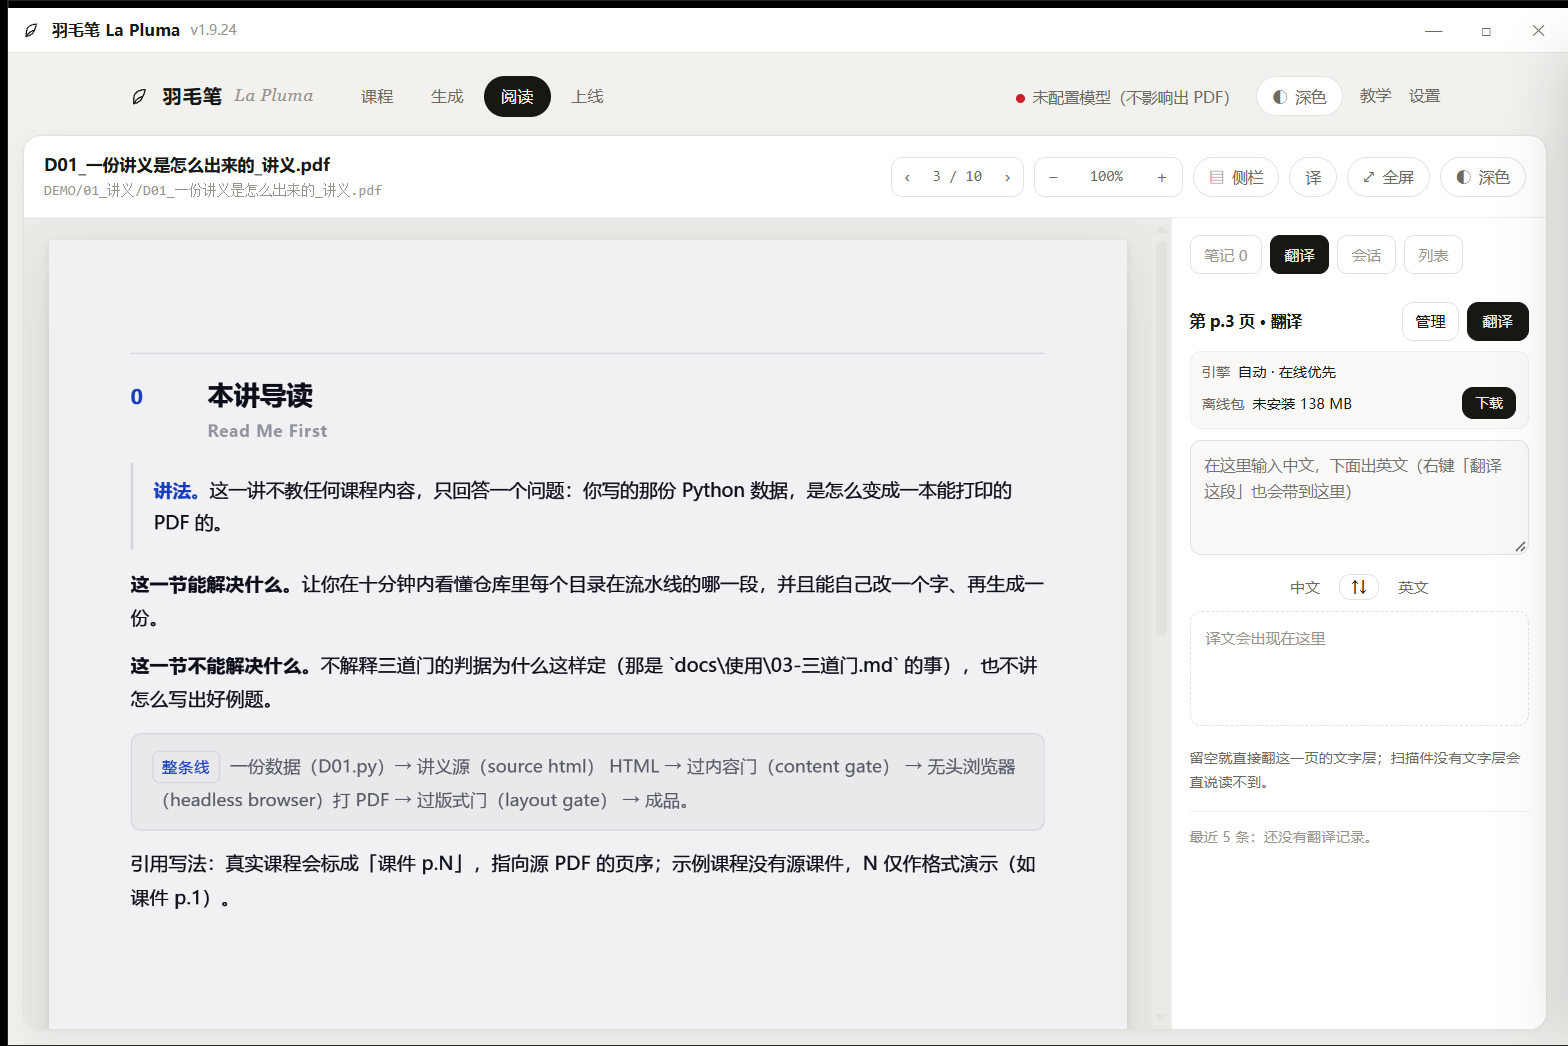 羽毛笔 La Pluma v1.9.24
羽毛笔 La Pluma 课程 生成 阅读 上线 未配置模型（不影响出 PDF） 深色 教学 设置
D01_一份讲义是怎么出来的_讲义.pdf
DEMO/01_讲义/D01_一份讲义是怎么出来的_讲义.pdf
‹ 3 / 10 › − 100% + 侧栏 译 全屏 深色
0 本讲导读
Read Me First
讲法。这一讲不教任何课程内容，只回答一个问题：你写的那份 Python 数据，是怎么变成一本能打印的
PDF 的。
这一节能解决什么。让你在十分钟内看懂仓库里每个目录在流水线的哪一段，并且能自己改一个字、再生成一
份。
这一节不能解决什么。不解释三道门的判据为什么这样定（那是 `docs\使用\03-三道门.md` 的事），也不讲
怎么写出好例题。
整条线 一份数据（D01.py）→ 讲义源（source html） HTML → 过内容门（content gate） → 无头浏览器
（headless browser）打 PDF → 过版式门（layout gate） → 成品。
引用写法：真实课程会标成「课件 p.N」，指向源 PDF 的页序；示例课程没有源课件，N 仅作格式演示（如
课件 p.1）。
笔记 0 翻译 会话 列表
第 p.3 页 • 翻译 管理 翻译
引擎 自动 · 在线优先
离线包 未安装 138 MB 下载
在这里输入中文，下面出英文（右键「翻译
这段」也会带到这里）
中文 ↑↓ 英文
译文会出现在这里
留空就直接翻这一页的文字层；扫描件没有文字层会
直说读不到。
最近 5 条：还没有翻译记录。